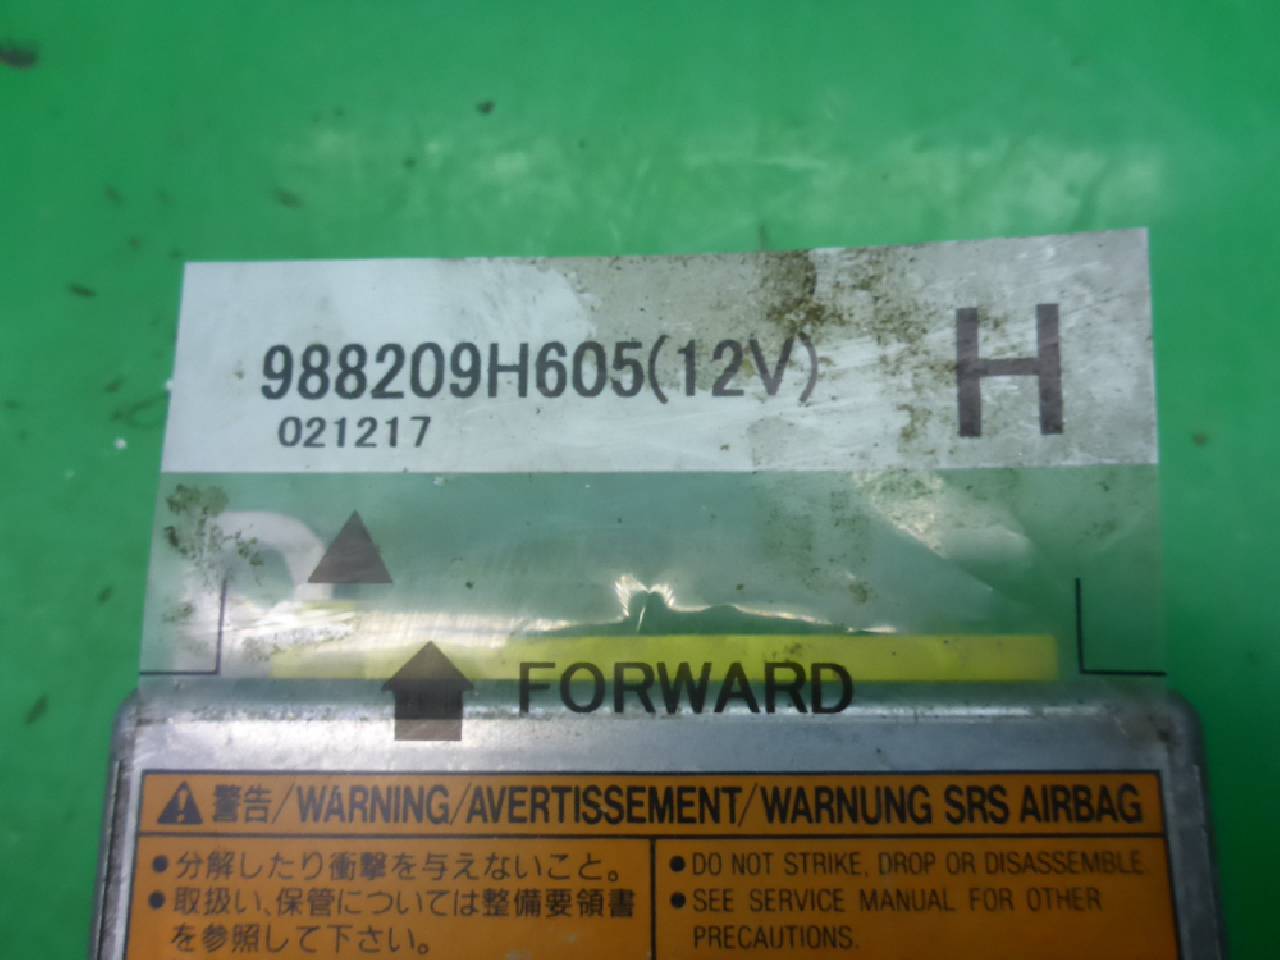 988209H605(12V)
H
021217
FORWARD
警告/WARNING/AVERTISSEMENT/WARNUNG SRS AIRBAG
●分解したり衝撃を与えないこと。
●取扱い、保管については整備要領書
を参照して下さい。
●DO NOT STRIKE, DROP OR DISASSEMBLE.
●SEE SERVICE MANUAL FOR OTHER
PRECAUTIONS.